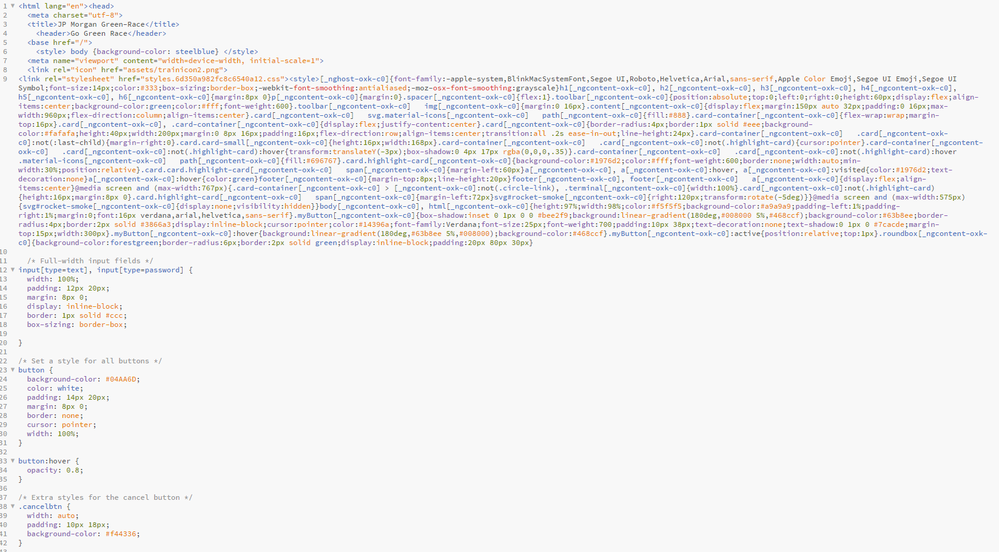 1 ▼ <html lang="en"><head>
2 <meta charset="utf-8">
3 <title>JP Morgan Green-Race</title>
4 <header>Go Green Race</header>
5 <base href="/">
6 <style> body {background-color: steelblue} </style>
7 <meta name="viewport" content="width=device-width, initial-scale=1">
8 <link rel="icon" href="assets/trainicon2.png">
9 <link rel="stylesheet" href="styles.6d350a982fc8c6540a12.css"><style>[_nghost-oxk-c0]{font-family:-apple-system,BlinkMacSystemFont,Segoe UI,Roboto,Helvetica,Arial,sans-serif,Apple Color Emoji,Segoe UI Emoji,Segoe UI
Symbol;font-size:14px;color:#333;box-sizing:border-box;-webkit-font-smoothing:antialiased;-moz-osx-font-smoothing:grayscale}h1[_ngcontent-oxk-c0], h2[_ngcontent-oxk-c0], h3[_ngcontent-oxk-c0], h4[_ngcontent-oxk-c0],
h5[_ngcontent-oxk-c0], h6[_ngcontent-oxk-c0]{margin:8px 0}p[_ngcontent-oxk-c0]{margin:0}.spacer[_ngcontent-oxk-c0]{flex:1}.toolbar[_ngcontent-oxk-c0]{position:absolute;top:0;left:0;right:0;height:60px;display:flex;align-
items:center;background-color:green;color:#fff;font-weight:600}.toolbar[_ngcontent-oxk-c0] img[_ngcontent-oxk-c0]{margin:0 16px}.content[_ngcontent-oxk-c0]{display:flex;margin:150px auto 32px;padding:0 16px;max-
width:960px;flex-direction:column;align-items:center}.card[_ngcontent-oxk-c0] svg.material-icons[_ngcontent-oxk-c0] path[_ngcontent-oxk-c0]{fill:#888}.card-container[_ngcontent-oxk-c0]{flex-wrap:wrap;margin-
top:16px}.card[_ngcontent-oxk-c0], .card-container[_ngcontent-oxk-c0]{display:flex;justify-content:center}.card[_ngcontent-oxk-c0]{border-radius:4px;border:1px solid #eee;background-
color:#fafafa;height:40px;width:200px;margin:0 8px 16px;padding:16px;flex-direction:row;align-items:center;transition:all .2s ease-in-out;line-height:24px}.card-container[_ngcontent-oxk-c0] .card[_ngcontent-oxk-
c0]:not(:last-child){margin-right:0}.card.card-small[_ngcontent-oxk-c0]{height:16px;width:168px}.card-container[_ngcontent-oxk-c0] .card[_ngcontent-oxk-c0]:not(.highlight-card){cursor:pointer}.card-container[_ngcontent-
oxk-c0] .card[_ngcontent-oxk-c0]:not(.highlight-card):hover{transform:translateY(-3px);box-shadow:0 4px 17px rgba(0,0,0,.35)}.card-container[_ngcontent-oxk-c0] .card[_ngcontent-oxk-c0]:not(.highlight-card):hover
.material-icons[_ngcontent-oxk-c0] path[_ngcontent-oxk-c0]{fill:#696767}.card.highlight-card[_ngcontent-oxk-c0]{background-color:#1976d2;color:#fff;font-weight:600;border:none;width:auto;min-
width:30%;position:relative}.card.card.highlight-card[_ngcontent-oxk-c0] span[_ngcontent-oxk-c0]{margin-left:60px}a[_ngcontent-oxk-c0], a[_ngcontent-oxk-c0]:hover, a[_ngcontent-oxk-c0]:visited{color:#1976d2;text-
decoration:none}a[_ngcontent-oxk-c0]:hover{color:green}footer[_ngcontent-oxk-c0]{margin-top:8px;line-height:20px}footer[_ngcontent-oxk-c0], footer[_ngcontent-oxk-c0] a[_ngcontent-oxk-c0]{display:flex;align-
items:center}@media screen and (max-width:767px){.card-container[_ngcontent-oxk-c0] > [_ngcontent-oxk-c0]:not(.circle-link), .terminal[_ngcontent-oxk-c0]{width:100%}.card[_ngcontent-oxk-c0]:not(.highlight-card)
{height:16px;margin:8px 0}.card.highlight-card[_ngcontent-oxk-c0] span[_ngcontent-oxk-c0]{margin-left:72px}svg#rocket-smoke[_ngcontent-oxk-c0]{right:120px;transform:rotate(-5deg)}}@media screen and (max-width:575px)
{svg#rocket-smoke[_ngcontent-oxk-c0]{display:none;visibility:hidden}}body[_ngcontent-oxk-c0], html[_ngcontent-oxk-c0]{height:97%;width:98%;color:#f5f5f5;background-color:#a9a9a9;padding-left:1%;padding-
right:1%;margin:0;font:16px verdana,arial,helvetica,sans-serif}.myButton[_ngcontent-oxk-c0]{box-shadow:inset 0 1px 0 0 #bee2f9;background:linear-gradient(180deg,#008000 5%,#468ccf);background-color:#63b8ee;border-
radius:4px;border:2px solid #3866a3;display:inline-block;cursor:pointer;color:#14396a;font-family:Verdana;font-size:25px;font-weight:700;padding:10px 38px;text-decoration:none;text-shadow:0 1px 0 #7cacde;margin-
top:15px;width:300px}.myButton[_ngcontent-oxk-c0]:hover{background:linear-gradient(180deg,#63b8ee 5%,#008000);background-color:#468ccf}.myButton[_ngcontent-oxk-c0]:active{position:relative;top:1px}.roundbox[_ngcontent-oxk-
c0]{background-color:forestgreen;border-radius:6px;border:2px solid green;display:inline-block;padding:20px 80px 30px}
10
11 /* Full-width input fields */
12 ▼ input[type=text], input[type=password] {
13 width: 100%;
14 padding: 12px 20px;
15 margin: 8px 0;
16 display: inline-block;
17 border: 1px solid #ccc;
18 box-sizing: border-box;
19
20 }
21
22 /* Set a style for all buttons */
23 ▼ button {
24 background-color: #04AA6D;
25 color: white;
26 padding: 14px 20px;
27 margin: 8px 0;
28 border: none;
29 cursor: pointer;
30 width: 100%;
31 }
32
33 ▼ button:hover {
34 opacity: 0.8;
35 }
36
37 /* Extra styles for the cancel button */
38 ▼ .cancelbtn {
39 width: auto;
40 padding: 10px 18px;
41 background-color: #f44336;
42 }